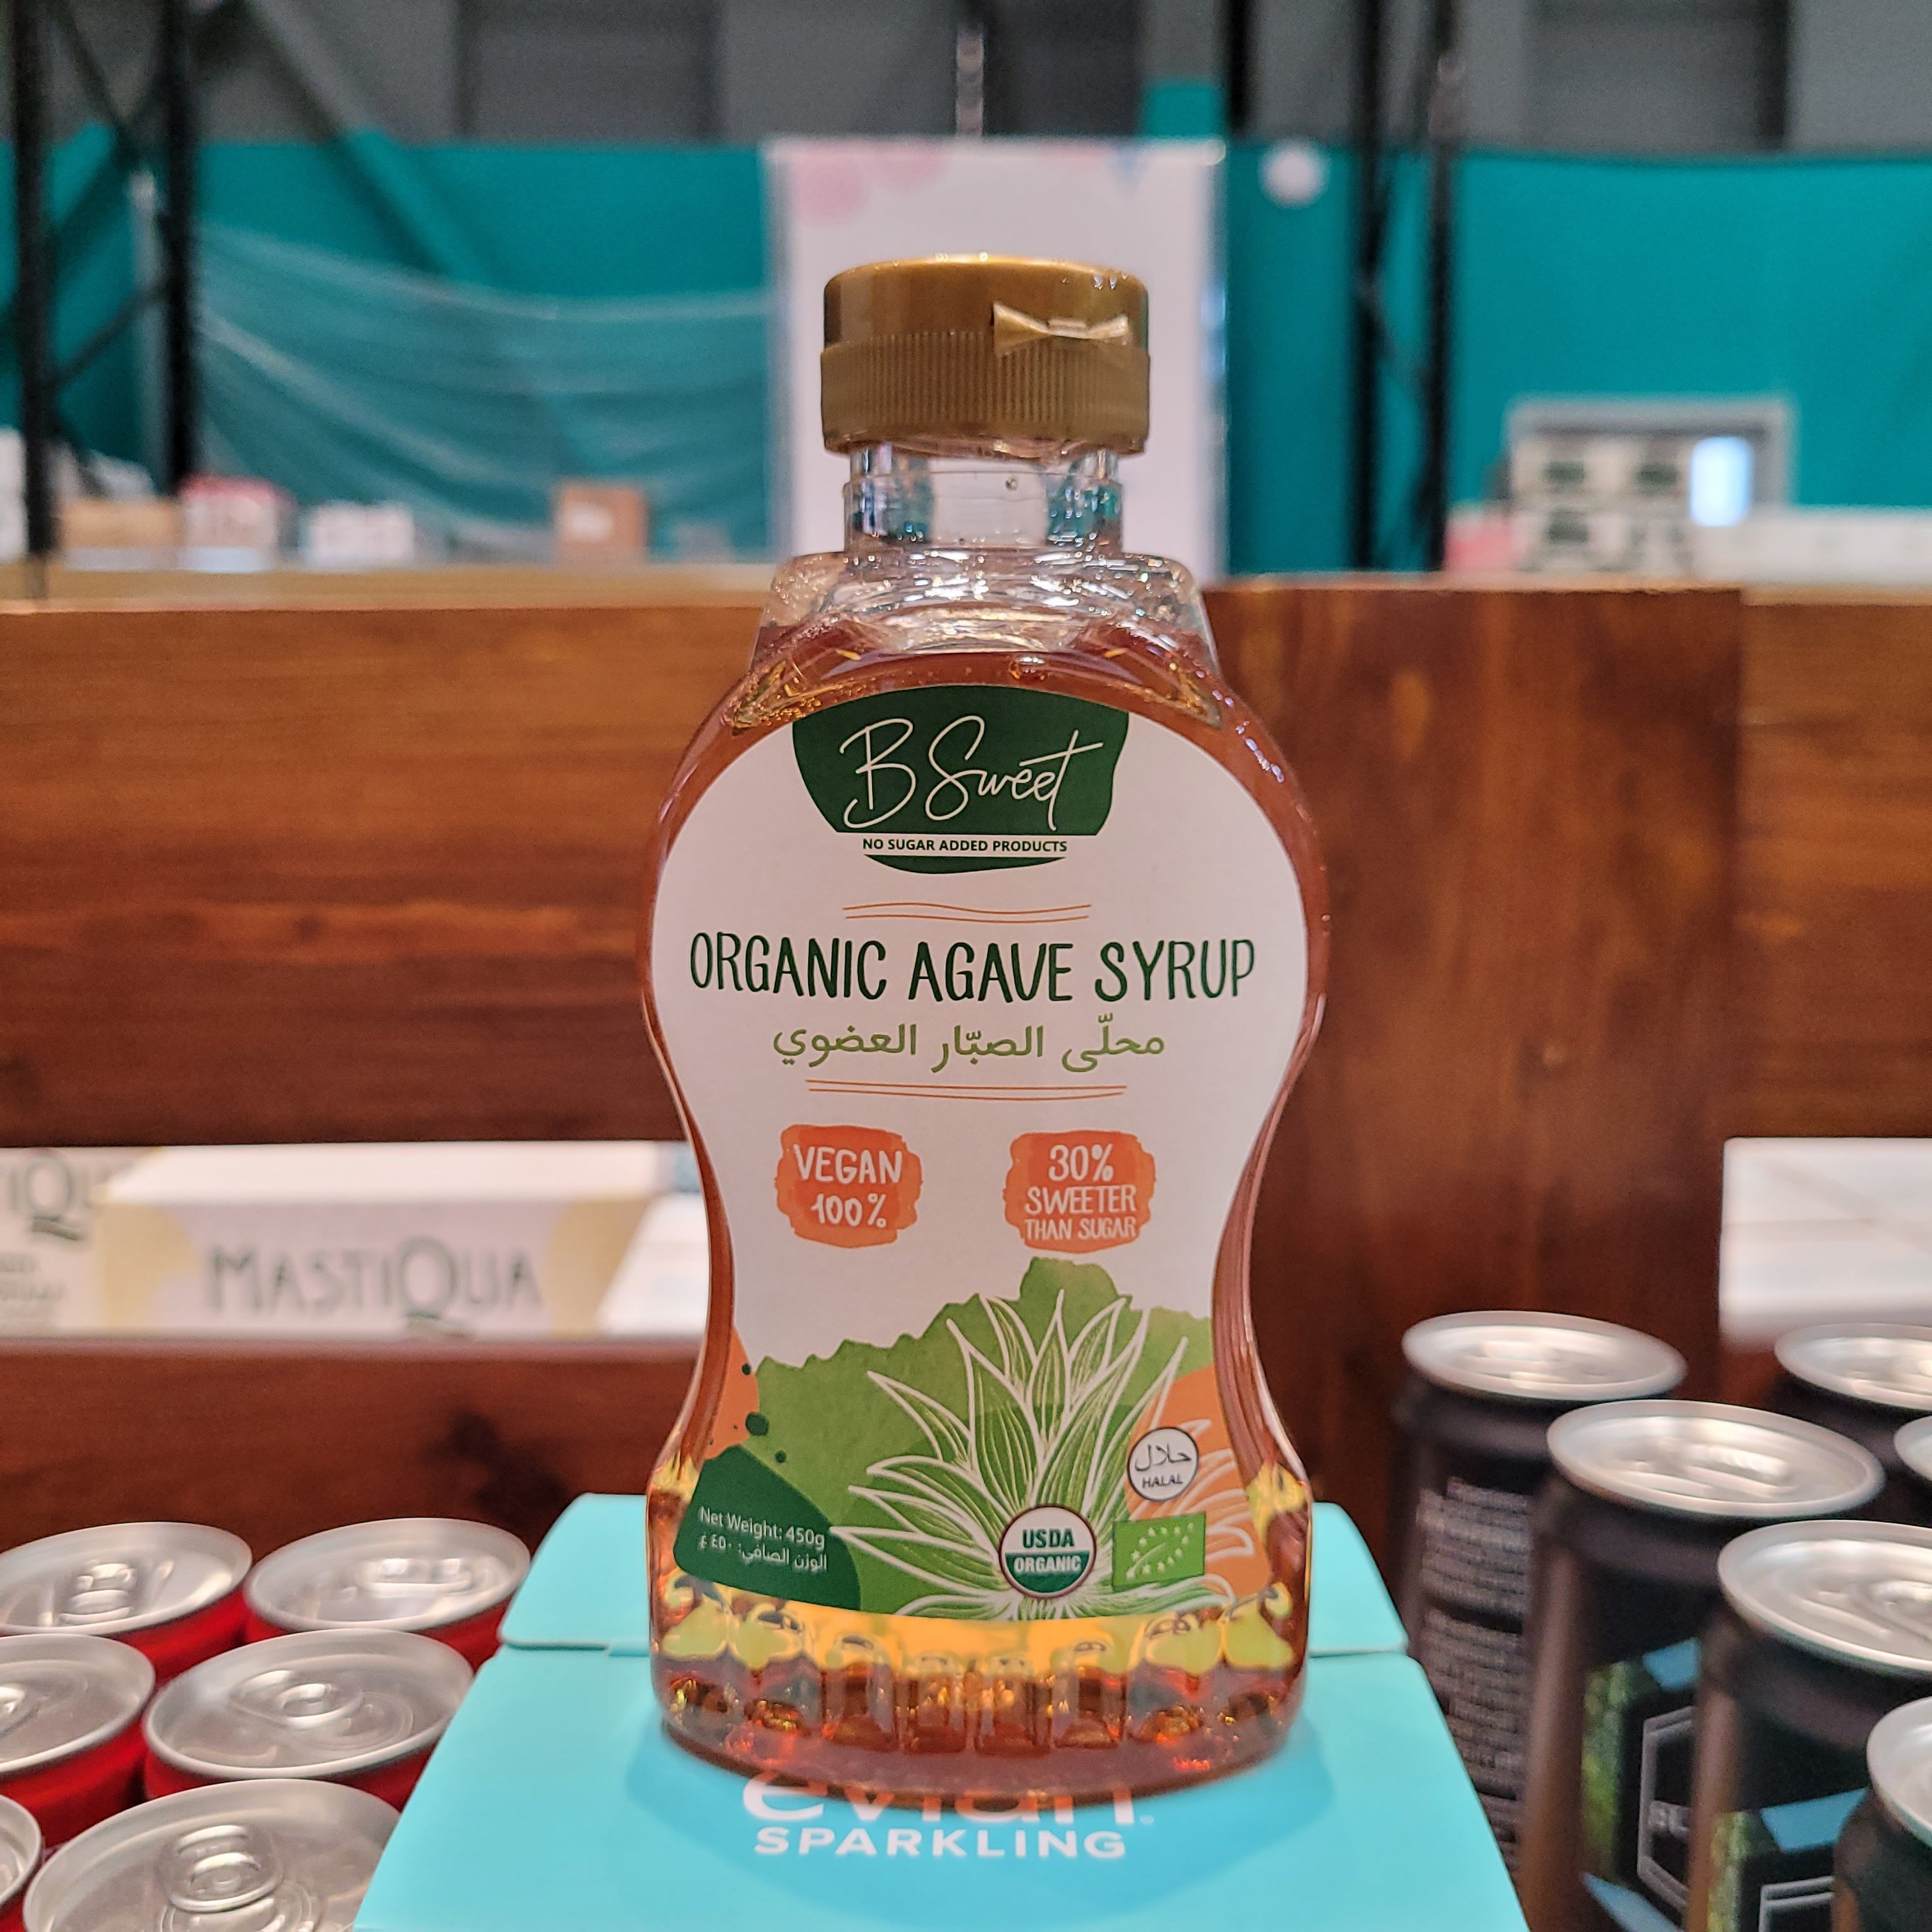 B Sweet
NO SUGAR ADDED PRODUCTS
ORGANIC AGAVE SYRUP
محلّى الصبّار العضوي
VEGAN
100%
30%
SWEETER
THAN SUGAR
حلال
HALAL
Net Weight: 450g
الوزن الصافي: ٤٥٠ غ
USDA
ORGANIC
MASTIQUA
evian
SPARKLING